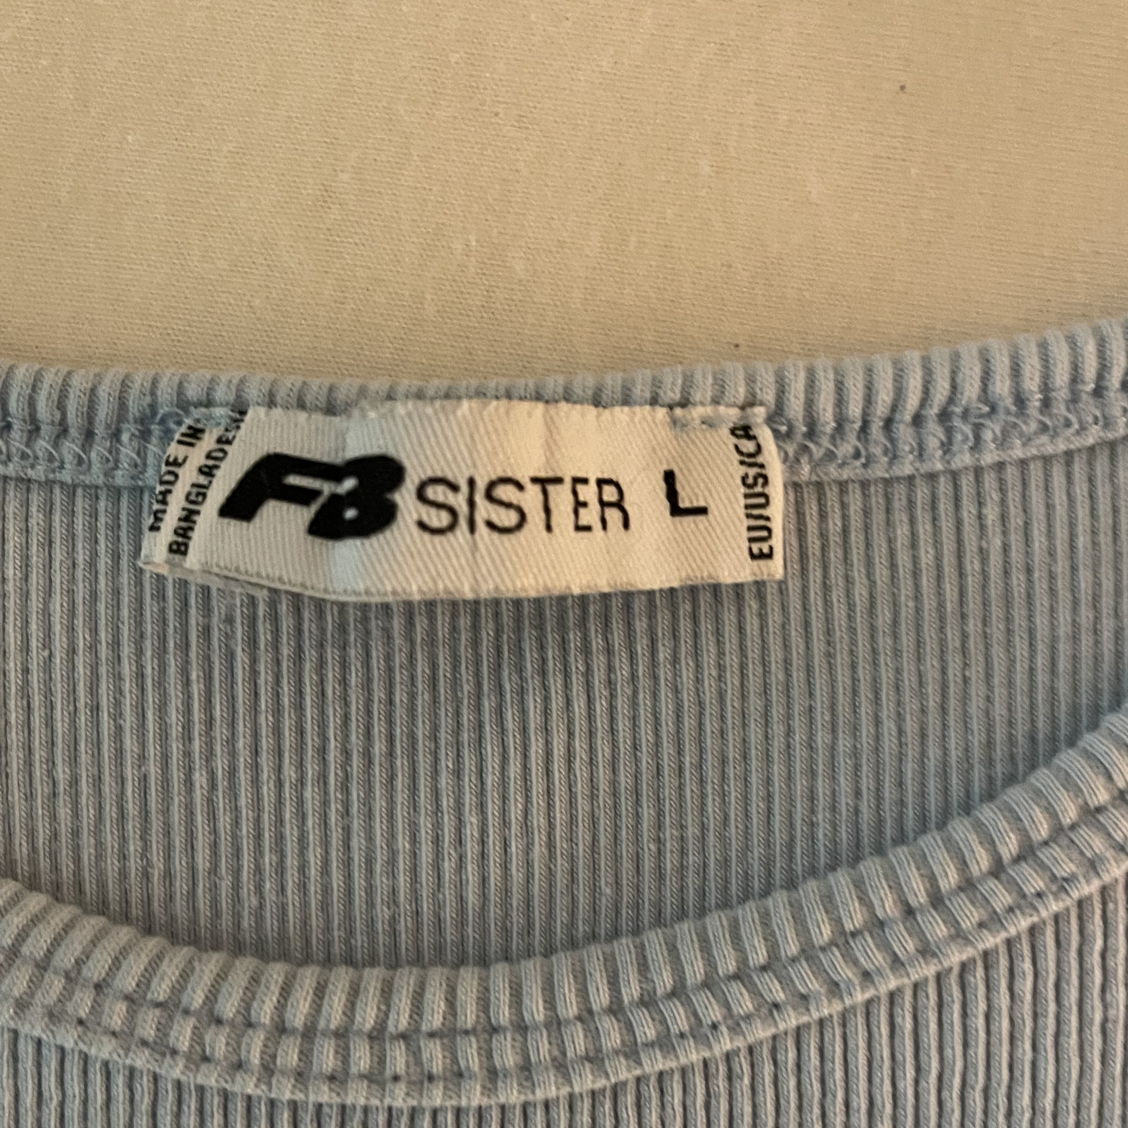 MADE IN
BANGLADESH
FB SISTER L
EU/US/CA